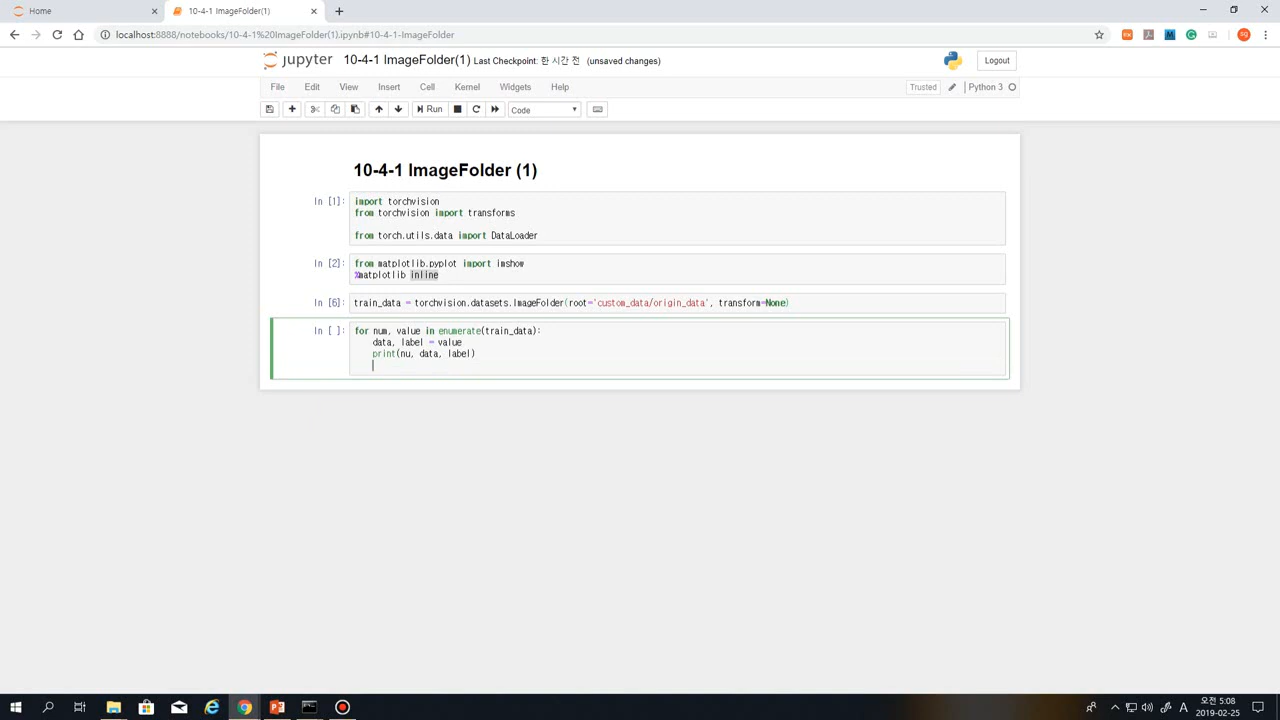 Home
10-4-1 ImageFolder(1)
localhost:8888/notebooks/10-4-1%20ImageFolder(1).ipynb#10-4-1-ImageFolder
jupyter 10-4-1 ImageFolder(1) Last Checkpoint: 한 시간 전 (unsaved changes)
Logout
File Edit View Insert Cell Kernel Widgets Help
Trusted
Python 3
Run
Code
10-4-1 ImageFolder (1)
In [1]: import torchvision
from torchvision import transforms
from torch.utils.data import DataLoader
In [2]: from matplotlib.pyplot import imshow
%matplotlib inline
In [6]: train_data = torchvision.datasets.ImageFolder(root='custom_data/origin_data', transform=None)
In [ ]: for num, value in enumerate(train_data):
data, label = value
print(nu, data, label)
A
오전 5:08
2019-02-25